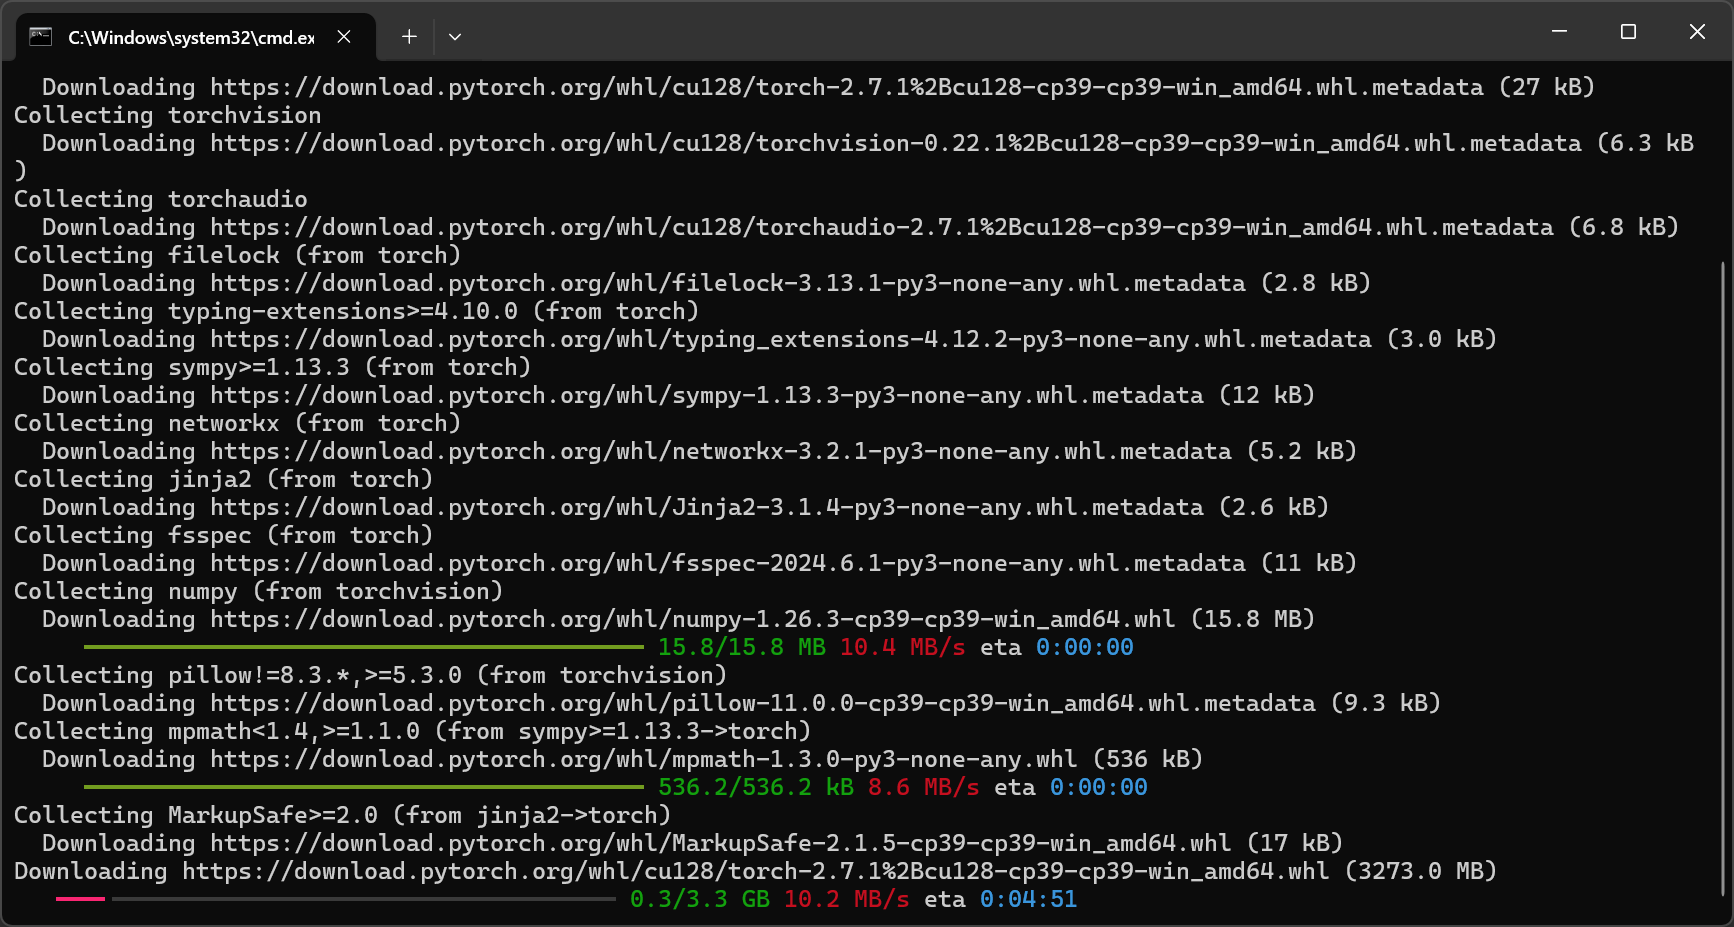 C:\Windows\system32\cmd.ex
Downloading https://download.pytorch.org/whl/cu128/torch-2.7.1%2Bcu128-cp39-cp39-win_amd64.whl.metadata (27 kB)
Collecting torchvision
Downloading https://download.pytorch.org/whl/cu128/torchvision-0.22.1%2Bcu128-cp39-cp39-win_amd64.whl.metadata (6.3 kB
)
Collecting torchaudio
Downloading https://download.pytorch.org/whl/cu128/torchaudio-2.7.1%2Bcu128-cp39-cp39-win_amd64.whl.metadata (6.8 kB)
Collecting filelock (from torch)
Downloading https://download.pytorch.org/whl/filelock-3.13.1-py3-none-any.whl.metadata (2.8 kB)
Collecting typing-extensions>=4.10.0 (from torch)
Downloading https://download.pytorch.org/whl/typing_extensions-4.12.2-py3-none-any.whl.metadata (3.0 kB)
Collecting sympy>=1.13.3 (from torch)
Downloading https://download.pytorch.org/whl/sympy-1.13.3-py3-none-any.whl.metadata (12 kB)
Collecting networkx (from torch)
Downloading https://download.pytorch.org/whl/networkx-3.2.1-py3-none-any.whl.metadata (5.2 kB)
Collecting jinja2 (from torch)
Downloading https://download.pytorch.org/whl/Jinja2-3.1.4-py3-none-any.whl.metadata (2.6 kB)
Collecting fsspec (from torch)
Downloading https://download.pytorch.org/whl/fsspec-2024.6.1-py3-none-any.whl.metadata (11 kB)
Collecting numpy (from torchvision)
Downloading https://download.pytorch.org/whl/numpy-1.26.3-cp39-cp39-win_amd64.whl (15.8 MB)
15.8/15.8 MB 10.4 MB/s eta 0:00:00
Collecting pillow!=8.3.*,>=5.3.0 (from torchvision)
Downloading https://download.pytorch.org/whl/pillow-11.0.0-cp39-cp39-win_amd64.whl.metadata (9.3 kB)
Collecting mpmath<1.4,>=1.1.0 (from sympy>=1.13.3->torch)
Downloading https://download.pytorch.org/whl/mpmath-1.3.0-py3-none-any.whl (536 kB)
536.2/536.2 kB 8.6 MB/s eta 0:00:00
Collecting MarkupSafe>=2.0 (from jinja2->torch)
Downloading https://download.pytorch.org/whl/MarkupSafe-2.1.5-cp39-cp39-win_amd64.whl (17 kB)
Downloading https://download.pytorch.org/whl/cu128/torch-2.7.1%2Bcu128-cp39-cp39-win_amd64.whl (3273.0 MB)
0.3/3.3 GB 10.2 MB/s eta 0:04:51